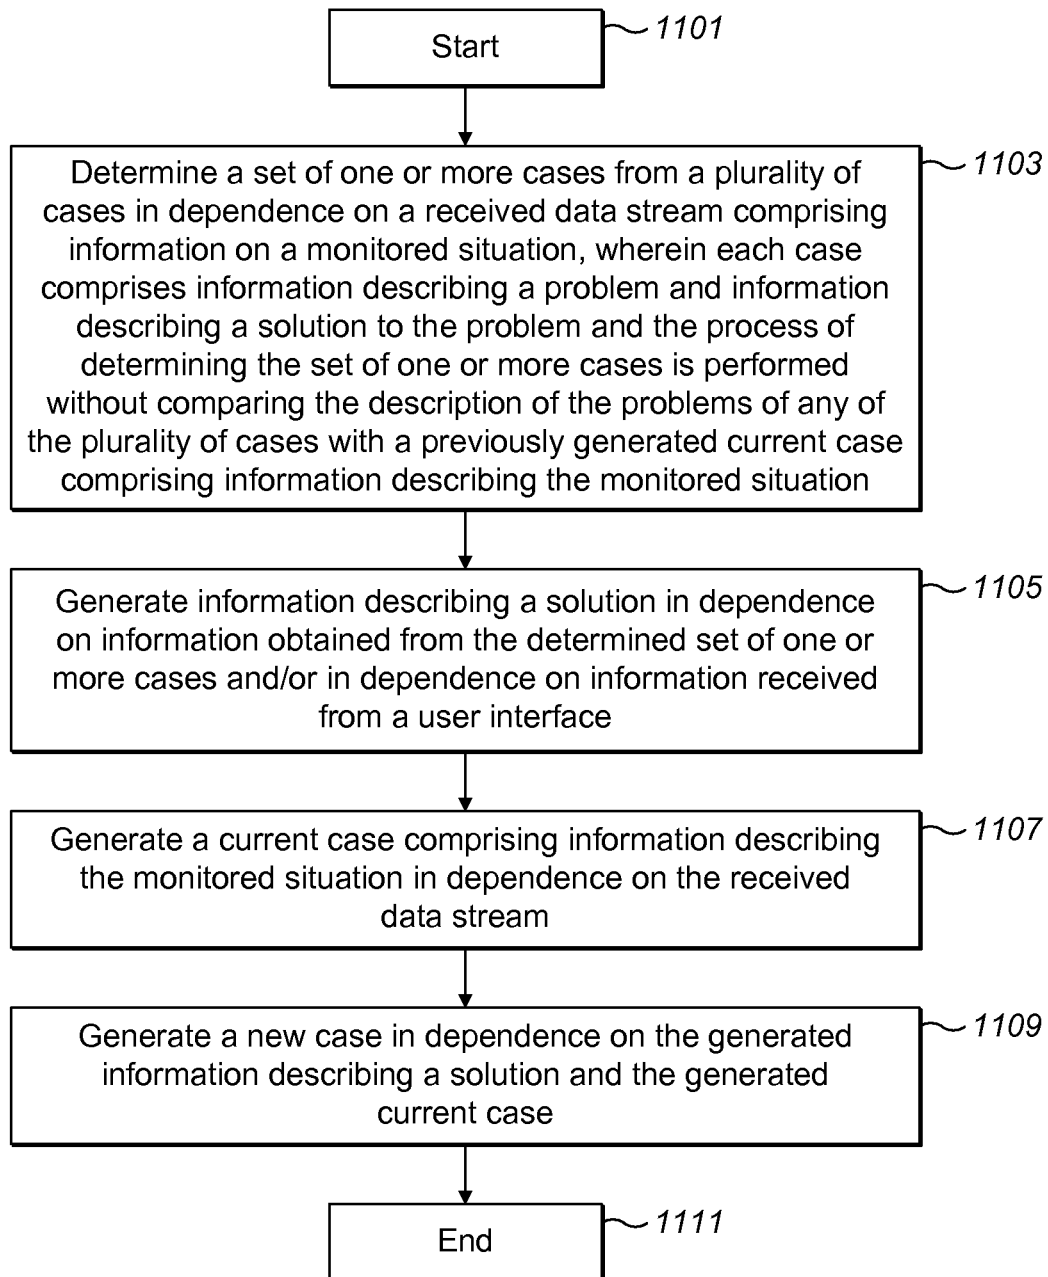 Start
1101
Determine a set of one or more cases from a plurality of
1103
cases in dependence on a received data stream comprising
information on a monitored situation, wherein each case
comprises information describing a problem and information
describing a solution to the problem and the process of
determining the set of one or more cases is performed
without comparing the description of the problems of any of
the plurality of cases with a previously generated current case
comprising information describing the monitored situation
1105
Generate information describing a solution in dependence
on information obtained from the determined set of one or
more cases and/or in dependence on information received
from a user interface
1107
Generate a current case comprising information describing
the monitored situation in dependence on the received
data stream
1109
Generate a new case in dependence on the generated
information describing a solution and the generated
current case
End
1111